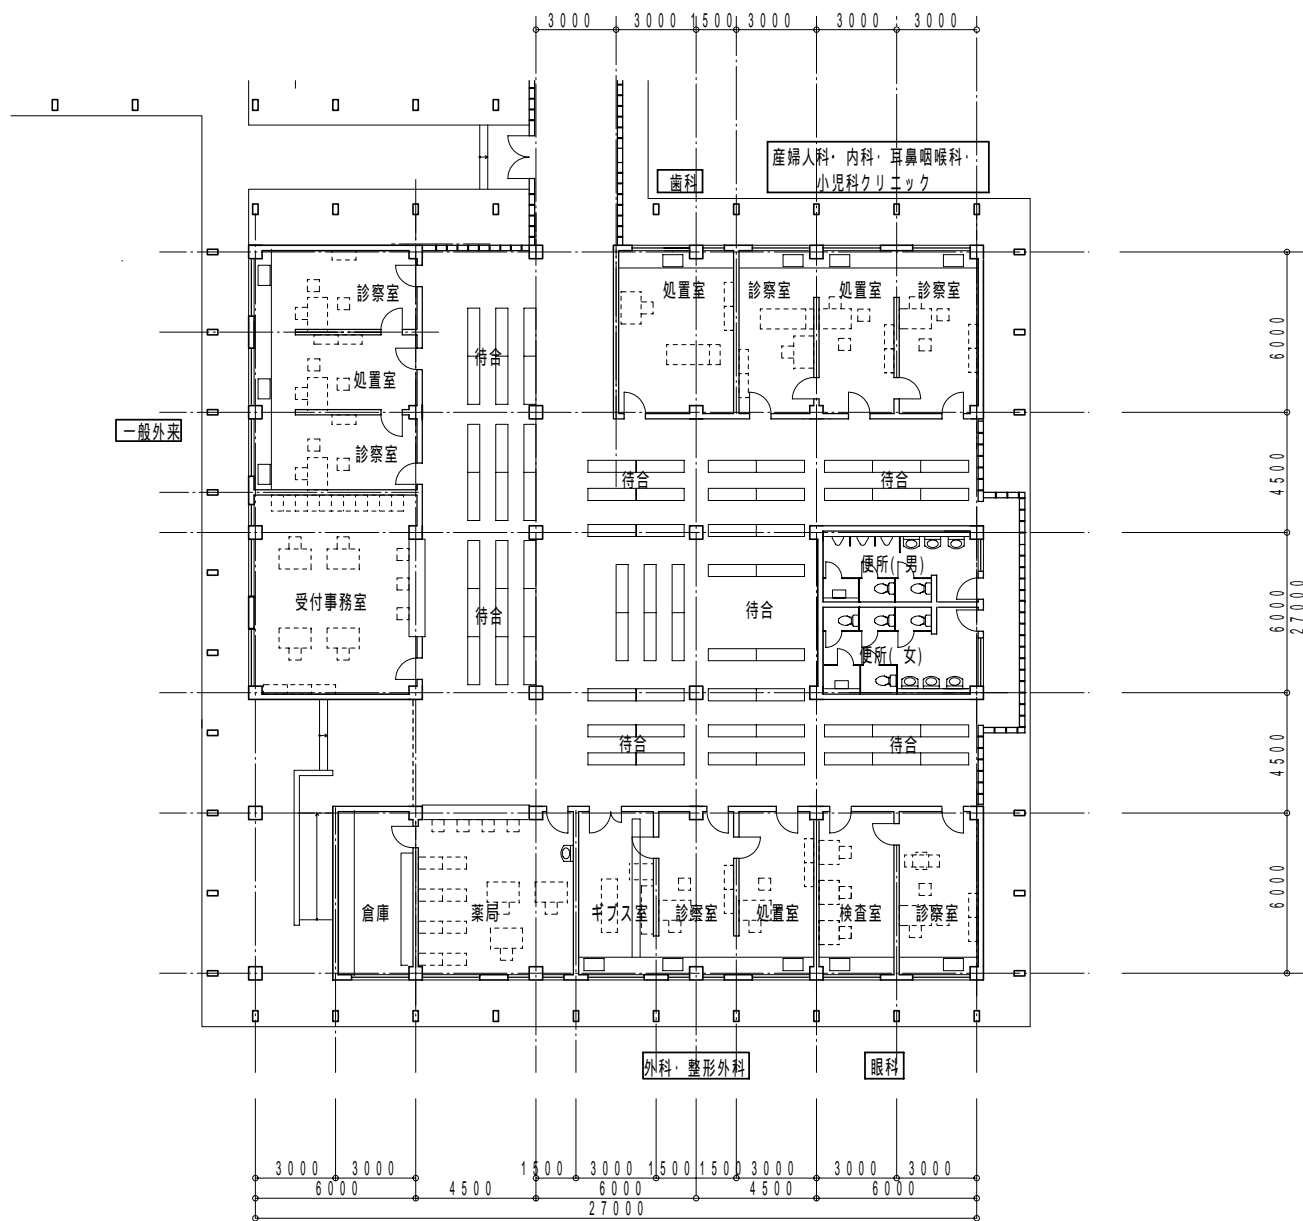 3000 3000 1500 3000 3000 3000
産婦人科・内科・耳鼻咽喉科・
小児科クリニック
歯科
診察室
処置室
診察室
処置室
診察室
処置室
診察室
待合
6000
一般外来
待合
待合
4500
便所(男)
受付事務室
待合
待合
6000
27000
便所(女)
待合
待合
4500
倉庫
薬局
ギプス室
診察室
処置室
検査室
診察室
6000
外科・整形外科
眼科
3000 3000 1500 3000 1500 1500 3000 3000 3000
6000 4500 6000 4500 6000
27000